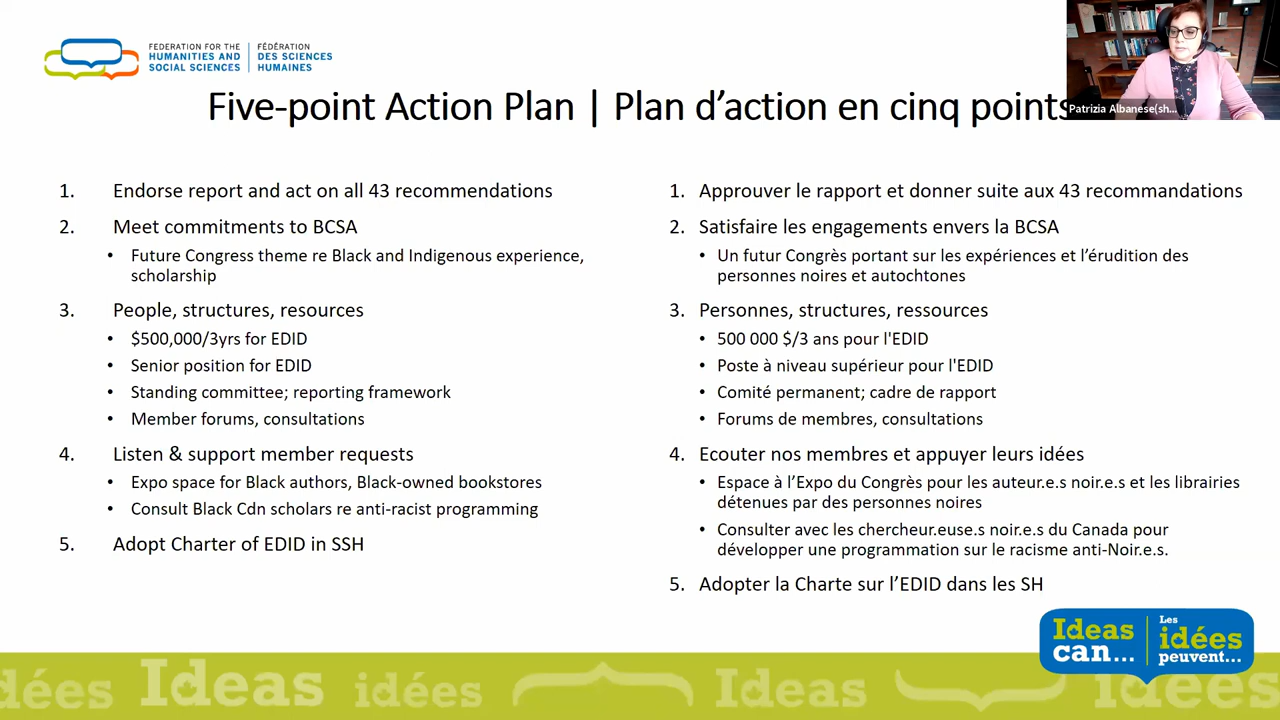 FEDERATION FOR THE
HUMANITIES AND
SOCIAL SCIENCES
FÉDÉRATION
DES SCIENCES
HUMAINES
Patrizia Albanese(sh...
Five-point Action Plan | Plan d’action en cinq points
1. Endorse report and act on all 43 recommendations
2. Meet commitments to BCSA
• Future Congress theme re Black and Indigenous experience,
scholarship
3. People, structures, resources
• $500,000/3yrs for EDID
• Senior position for EDID
• Standing committee; reporting framework
• Member forums, consultations
4. Listen & support member requests
• Expo space for Black authors, Black-owned bookstores
• Consult Black Cdn scholars re anti-racist programming
5. Adopt Charter of EDID in SSH
1. Approuver le rapport et donner suite aux 43 recommandations
2. Satisfaire les engagements envers la BCSA
• Un futur Congrès portant sur les expériences et l’érudition des
personnes noires et autochtones
3. Personnes, structures, ressources
• 500 000 $/3 ans pour l'EDID
• Poste à niveau supérieur pour l'EDID
• Comité permanent; cadre de rapport
• Forums de membres, consultations
4. Ecouter nos membres et appuyer leurs idées
• Espace à l’Expo du Congrès pour les auteur.e.s noir.e.s et les librairies
détenues par des personnes noires
• Consulter avec les chercheur.euse.s noir.e.s du Canada pour
développer une programmation sur le racisme anti-Noir.e.s.
5. Adopter la Charte sur l’EDID dans les SH
Ideas
can...
Les
idées
peuvent...
idées Ideas idées Ideas idées